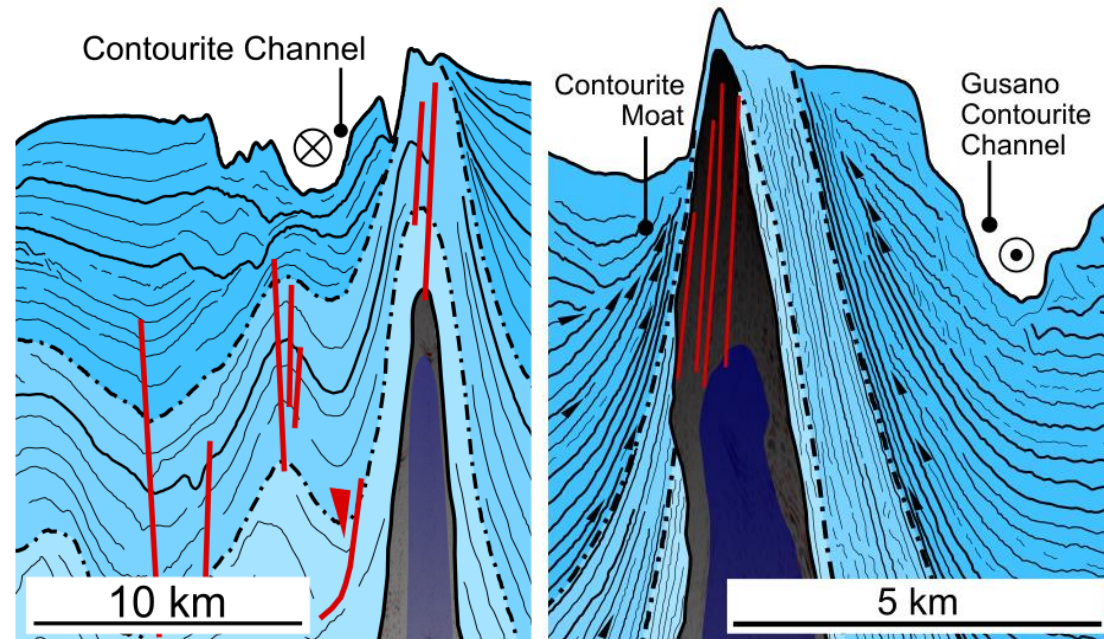 Contourite Channel
10 km
Contourite
Moat
Gusano
Contourite
Channel
5 km